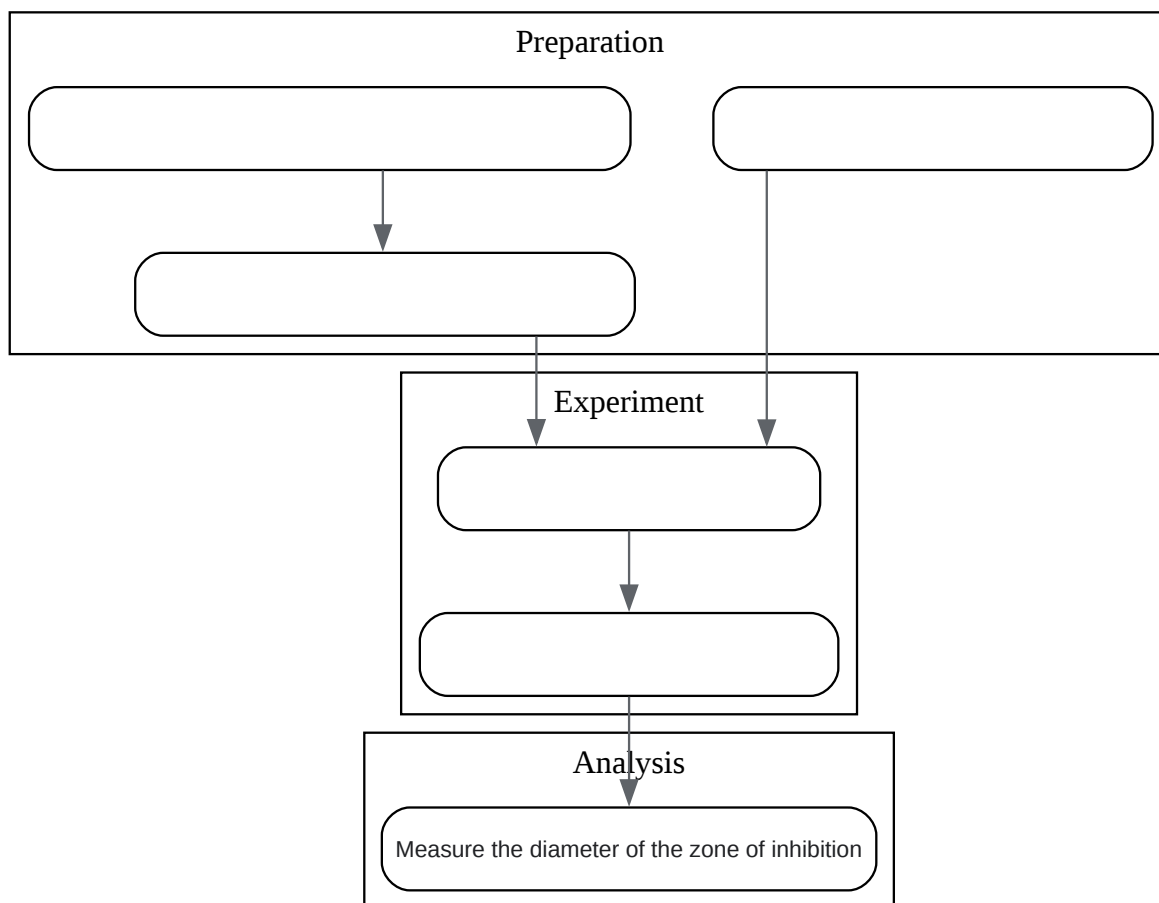 Preparation
Experiment
Analysis
Measure the diameter of the zone of inhibition